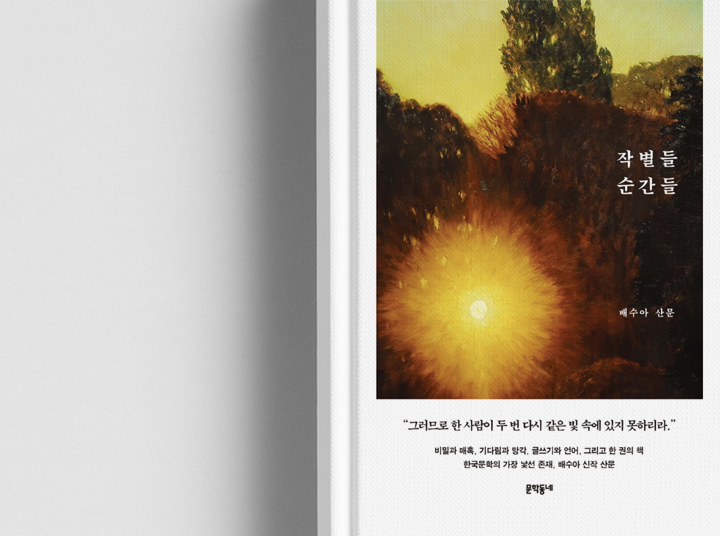 작별들
순간들
배수아 산문
“그러므로 한 사람이 두 번 다시 같은 빛 속에 있지 못하리라.”
비밀과 매혹, 기다림과 망각, 글쓰기와 언어, 그리고 한 권의 책
한국문학의 가장 낯선 존재, 배수아 신작 산문
문학동네